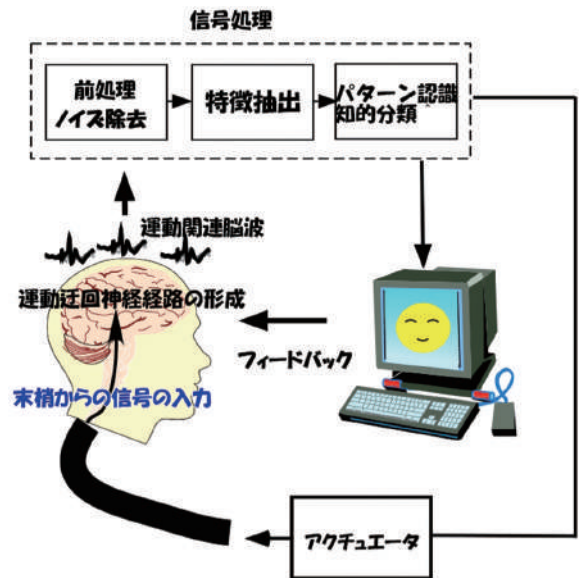 信号処理
前処理
ノイズ除去
特徴抽出
パターン認識
知的分類
運動関連脳波
運動迂回神経経路の形成
フィードバック
末梢からの信号の入力
アクチュエータ